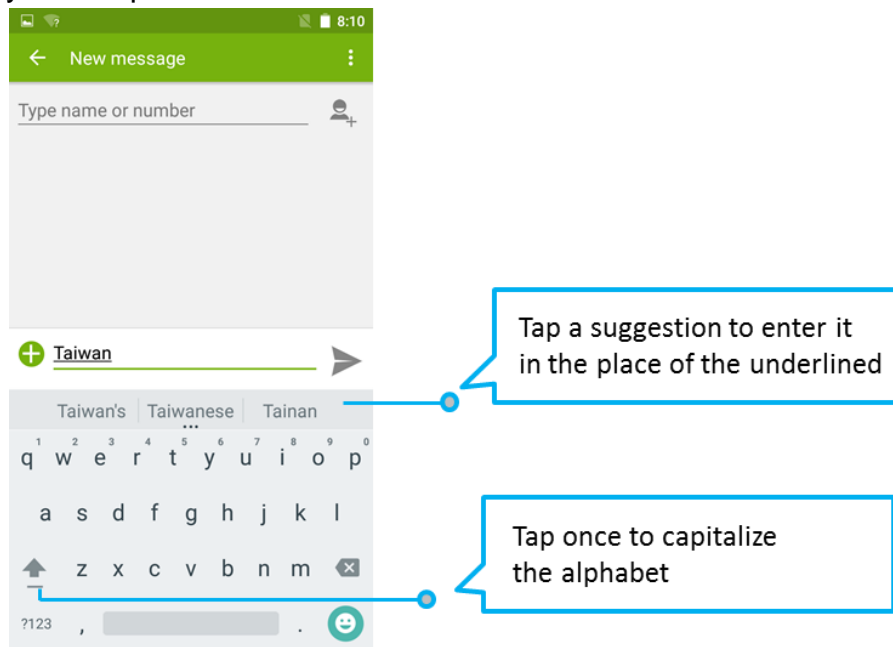 8:10
New message
Type name or number
Taiwan
Taiwan's Taiwanese Tainan
...
1 2 3 4 5 6 7 8 9 0
q w e r t y u i o p
a s d f g h j k l
z x c v b n m
?123 , .
Tap a suggestion to enter it
in the place of the underlined
Tap once to capitalize
the alphabet